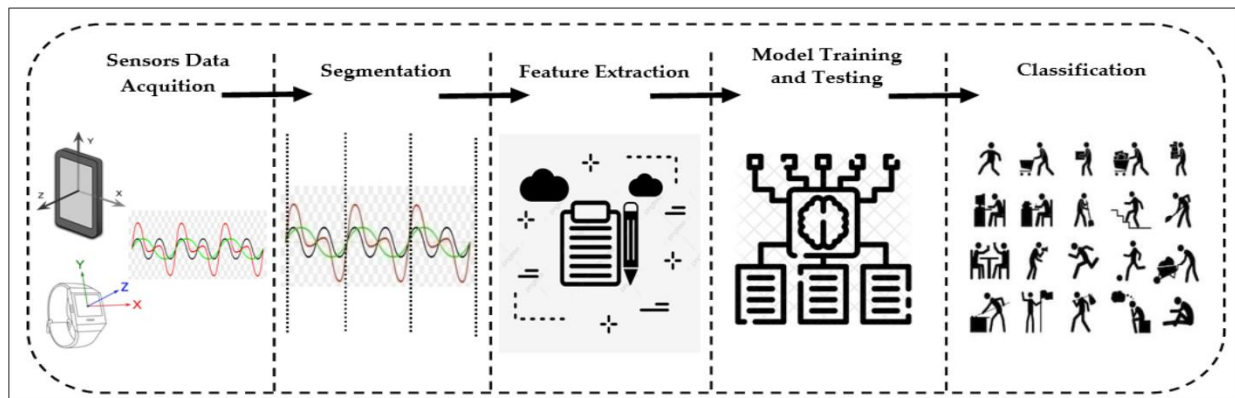 Sensors Data
Acquition
Segmentation
Feature Extraction
Model Training
and Testing
Classification
Y
Z
X
Y
Z
X